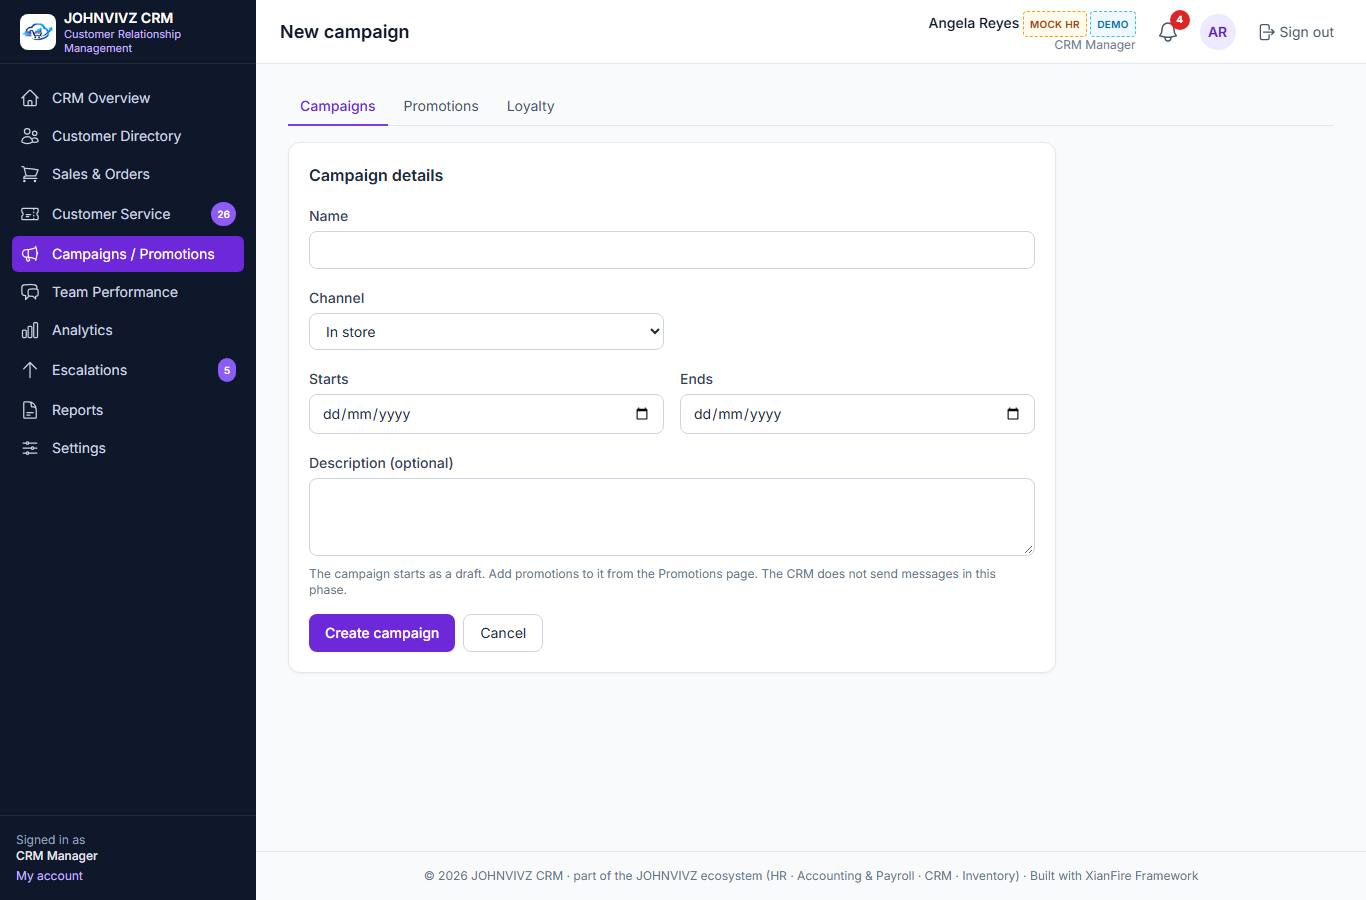 JOHNVIVZ CRM
Customer Relationship
Management
CRM Overview
Customer Directory
Sales & Orders
Customer Service
26
Campaigns / Promotions
Team Performance
Analytics
Escalations
5
Reports
Settings
Signed in as
CRM Manager
My account
New campaign
Angela Reyes MOCK HR DEMO
CRM Manager
4
AR
Sign out
Campaigns Promotions Loyalty
Campaign details
Name
Channel
In store
Starts Ends
dd/mm/yyyy dd/mm/yyyy
Description (optional)
The campaign starts as a draft. Add promotions to it from the Promotions page. The CRM does not send messages in this
phase.
Create campaign Cancel
© 2026 JOHNVIVZ CRM · part of the JOHNVIVZ ecosystem (HR · Accounting & Payroll · CRM · Inventory) · Built with XianFire Framework